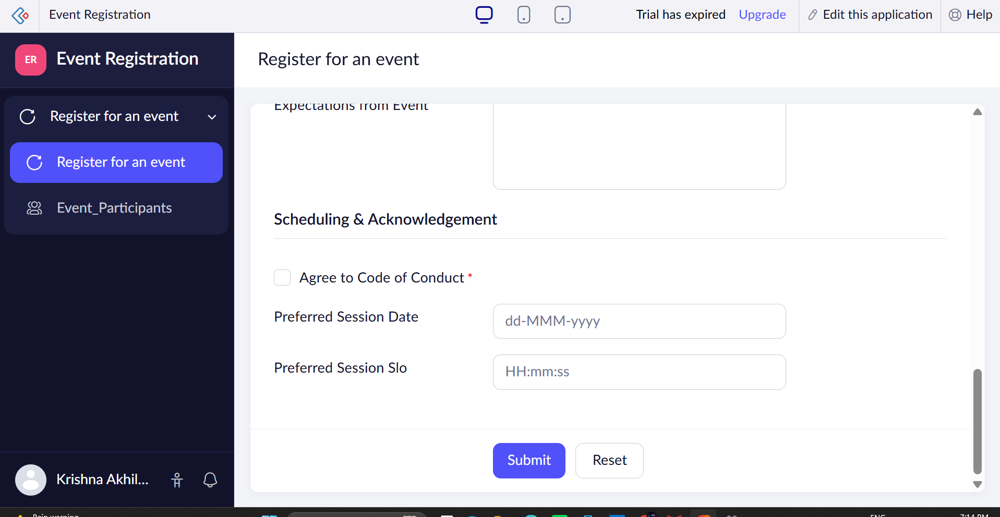 Event Registration
Trial has expired
Upgrade
Edit this application
Help
ER
Event Registration
Register for an event
Register for an event
Register for an event
Event_Participants
Expectations from Event
Scheduling & Acknowledgement
Agree to Code of Conduct *
Preferred Session Date
dd-MMM-yyyy
Preferred Session Slo
HH:mm:ss
Submit
Reset
Krishna Akhil...
Rain warning
ENG
7:14 PM